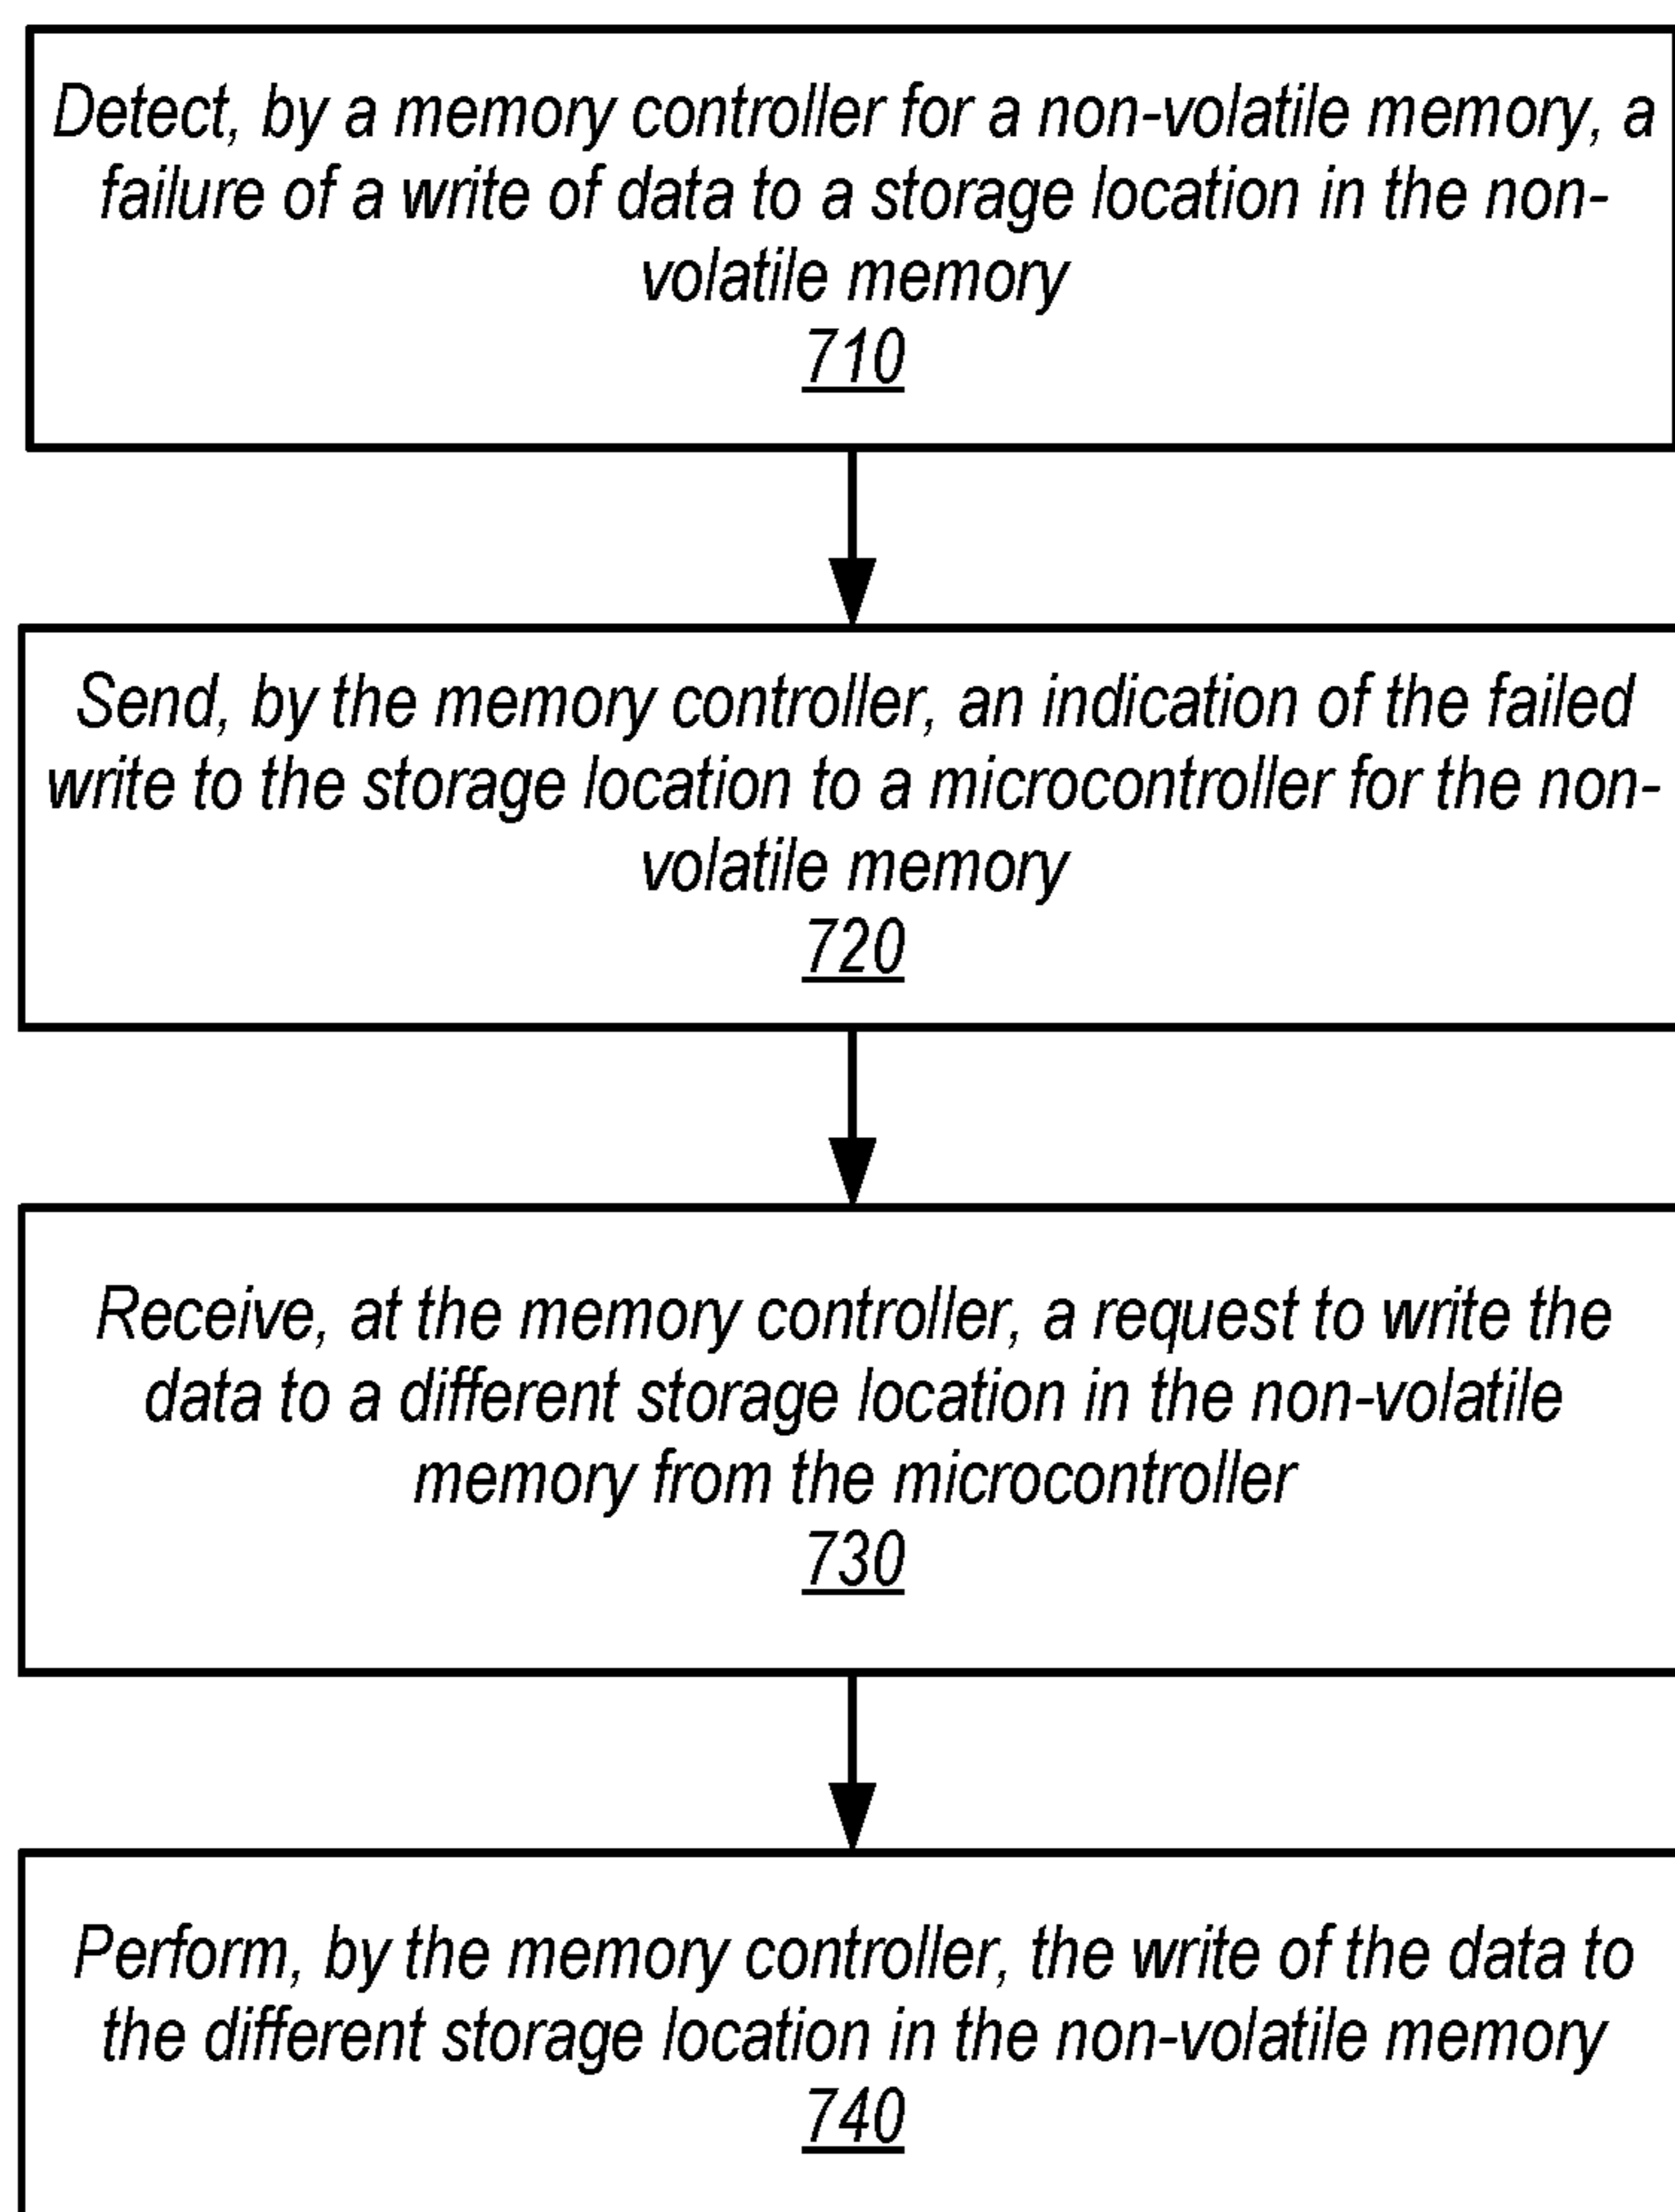 Detect, by a memory controller for a non-volatile memory, a
failure of a write of data to a storage location in the non-
volatile memory
710
Send, by the memory controller, an indication of the failed
write to the storage location to a microcontroller for the non-
volatile memory
720
Receive, at the memory controller, a request to write the
data to a different storage location in the non-volatile
memory from the microcontroller
730
Perform, by the memory controller, the write of the data to
the different storage location in the non-volatile memory
740